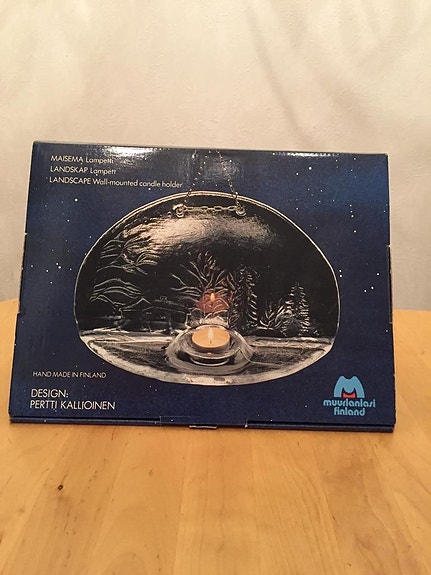 MAISEMA Lampetti
LANDSKAP Lampett
LANDSCAPE Wall-mounted candle holder
HAND MADE IN FINLAND
DESIGN:
PERTTI KALLIOINEN
muurlanlasi
finland